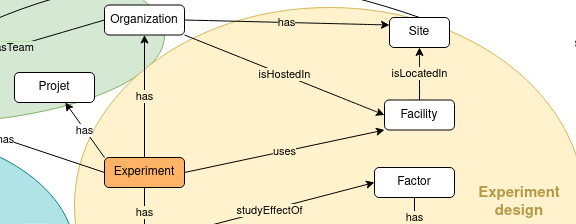 Organization
has
Site
asTeam
isHostedIn
isLocatedIn
Projet
has
Facility
has
has
uses
Experiment
Factor
Experiment
design
has
studyEffectOf
has